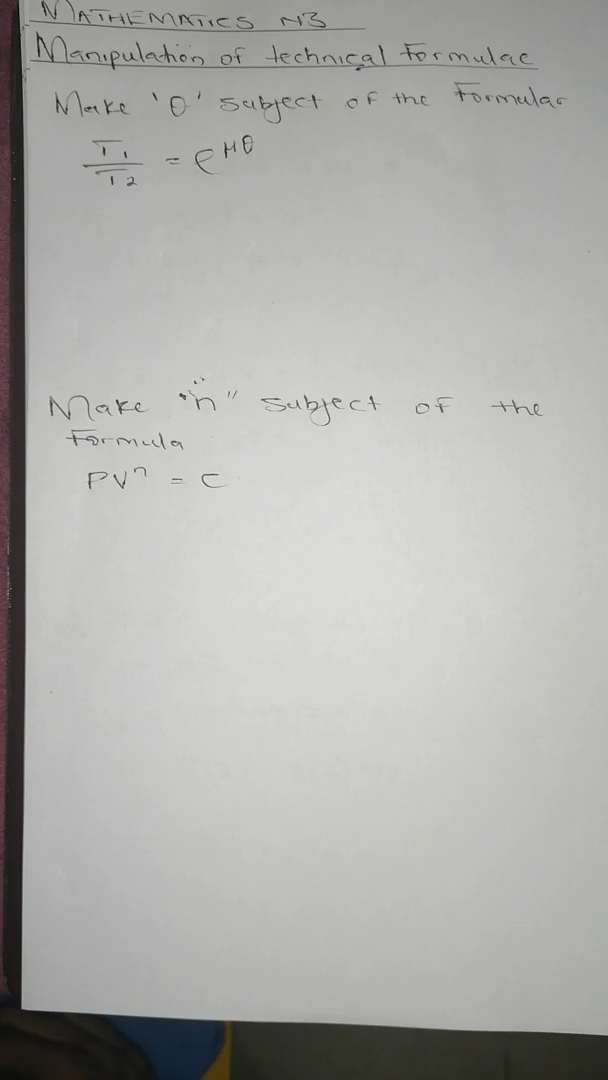 MATHEMATICS N3
Manipulation of technical Formulae
Make 'θ' subject of the Formular
T₁/T₂ = e^μθ
Make "n" subject of the
Formula
PVⁿ = C